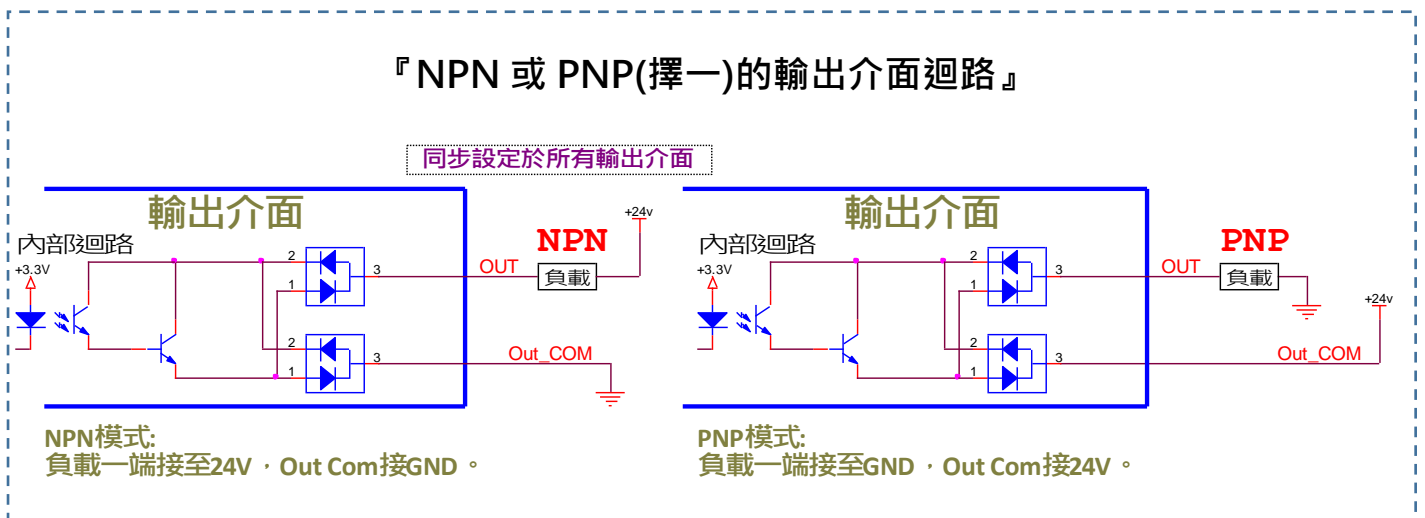 『NPN 或 PNP(擇一)的輸出介面迴路』
同步設定於所有輸出介面
輸出介面
內部迴路
+3.3V
2
1
3
2
1
3
OUT
NPN
負載
+24v
Out_COM
NPN模式:
負載一端接至24V,Out Com接GND。
輸出介面
內部迴路
+3.3V
2
1
3
2
1
3
OUT
PNP
負載
+24v
Out_COM
PNP模式:
負載一端接至GND,Out Com接24V。